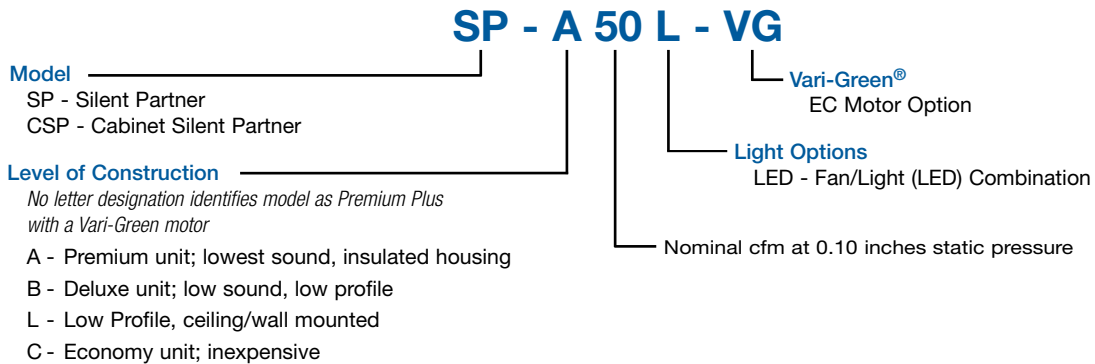 SP - A 50 L - VG
Model
SP - Silent Partner
CSP - Cabinet Silent Partner
Vari-Green®
EC Motor Option
Light Options
LED - Fan/Light (LED) Combination
Level of Construction
No letter designation identifies model as Premium Plus
with a Vari-Green motor
Nominal cfm at 0.10 inches static pressure
A - Premium unit; lowest sound, insulated housing
B - Deluxe unit; low sound, low profile
L - Low Profile, ceiling/wall mounted
C - Economy unit; inexpensive